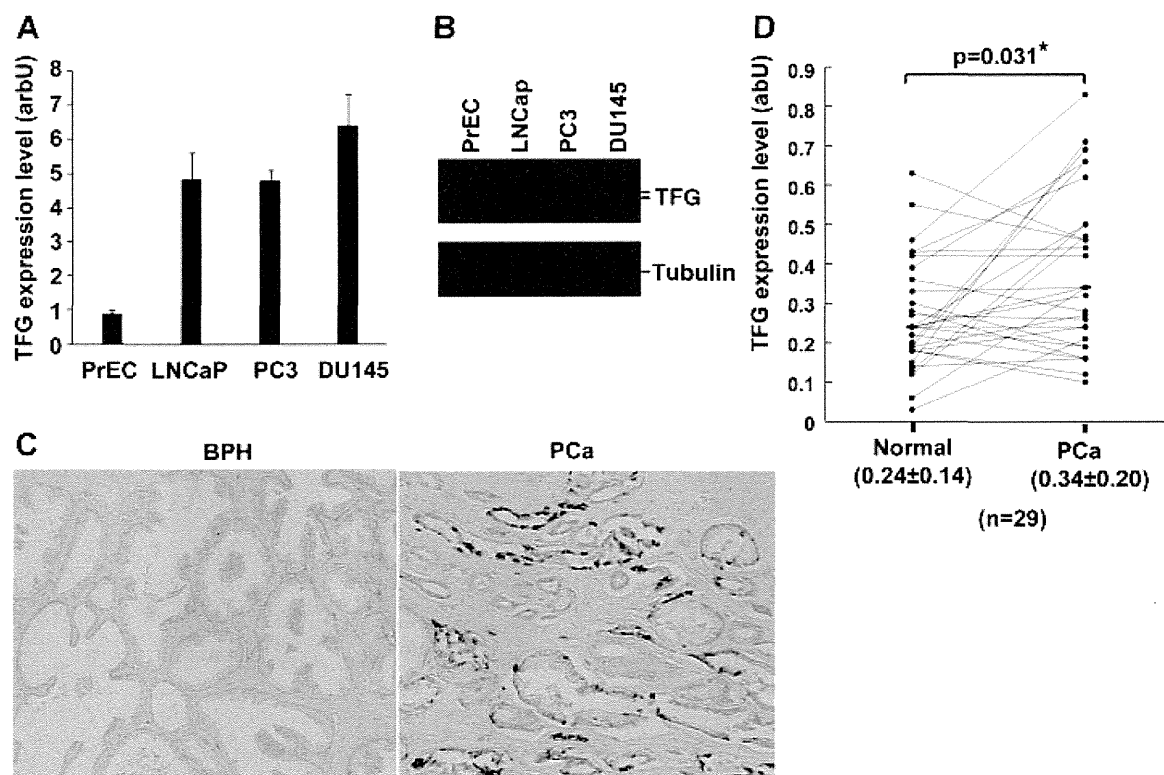 A
TFG expression level (arbU)
8
7
6
5
4
3
2
1
0
PrEC LNCaP PC3 DU145
B
PrEC
LNCap
PC3
DU145
TFG
Tubulin
D
p=0.031*
TFG expression level (abU)
0.9
0.8
0.7
0.6
0.5
0.4
0.3
0.2
0.1
0
Normal PCa
(0.24±0.14) (0.34±0.20)
(n=29)
C
BPH PCa